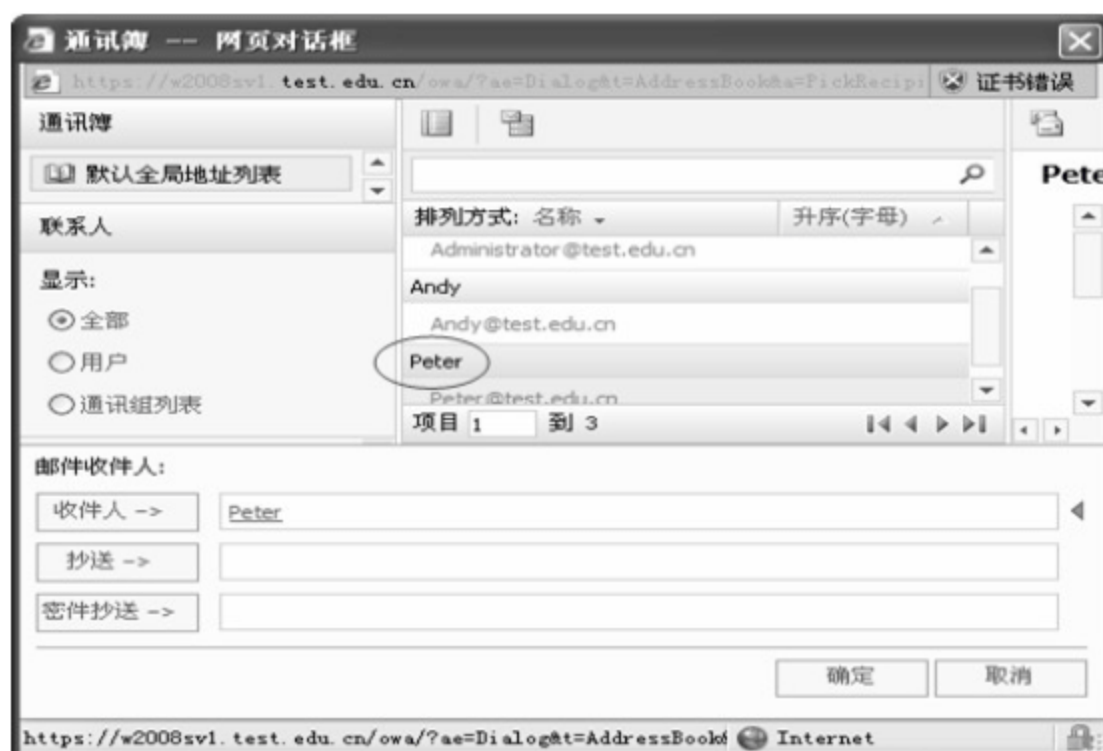 通讯簿 -- 网页对话框
https://w2008sv1.test.edu.cn/owa/?ae=Dialog&t=AddressBook&a=PickRecipi 证书错误
通讯簿
默认全局地址列表
Pete
联系人
排列方式: 名称 升序(字母)
Administrator@test.edu.cn
显示:
Andy
全部
Andy@test.edu.cn
用户
Peter
通讯组列表
Peter@test.edu.cn
项目 1 到 3
邮件收件人:
收件人 -> Peter
抄送 ->
密件抄送 ->
确定 取消
https://w2008sv1.test.edu.cn/owa/?ae=Dialog&t=AddressBook& Internet